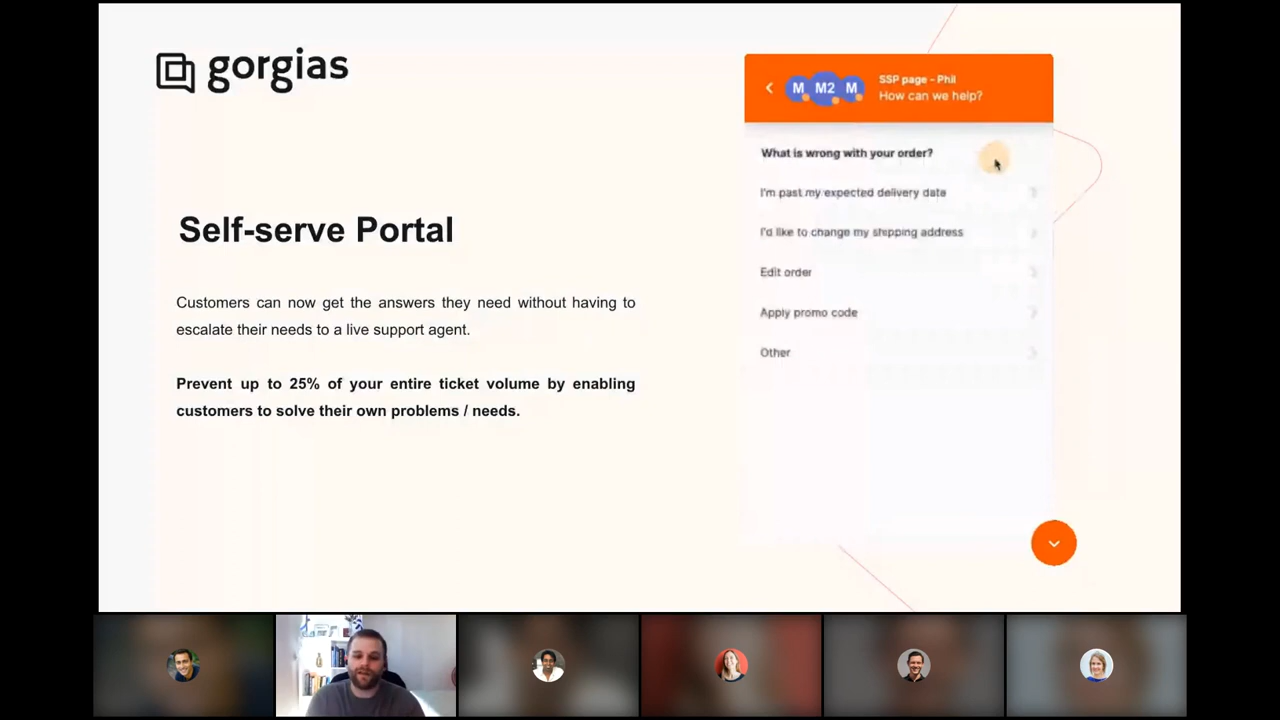 gorgias
Self-serve Portal
Customers can now get the answers they need without having to
escalate their needs to a live support agent.
Prevent up to 25% of your entire ticket volume by enabling
customers to solve their own problems / needs.
M M2 M
SSP page - Phil
How can we help?
What is wrong with your order?
I'm past my expected delivery date
I'd like to change my shipping address
Edit order
Apply promo code
Other